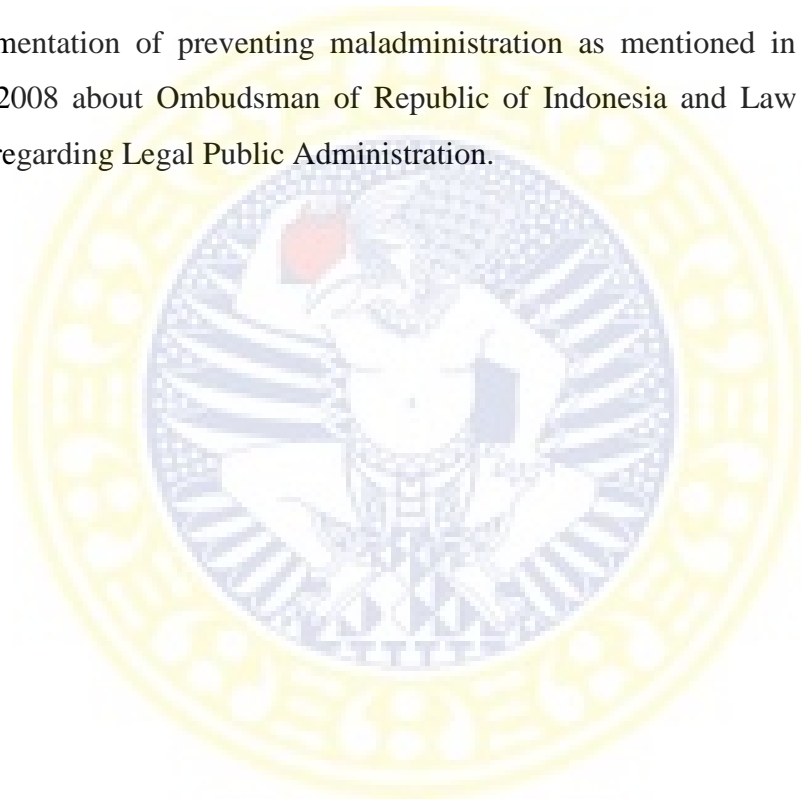 mentation of preventing maladministration as mentioned in
2008 about Ombudsman of Republic of Indonesia and Law
regarding Legal Public Administration.